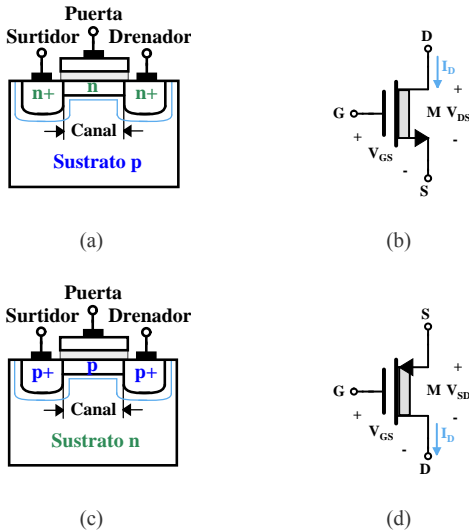 Puerta
Surtidor Drenador
n
n+ n+
Canal
Sustrato p
(a)
D
I_D
+
G M V_DS
+
V_GS -
-
S
(b)
Puerta
Surtidor Drenador
p
p+ p+
Canal
Sustrato n
(c)
S
+
G M V_SD
+
V_GS I_D
- -
D
(d)